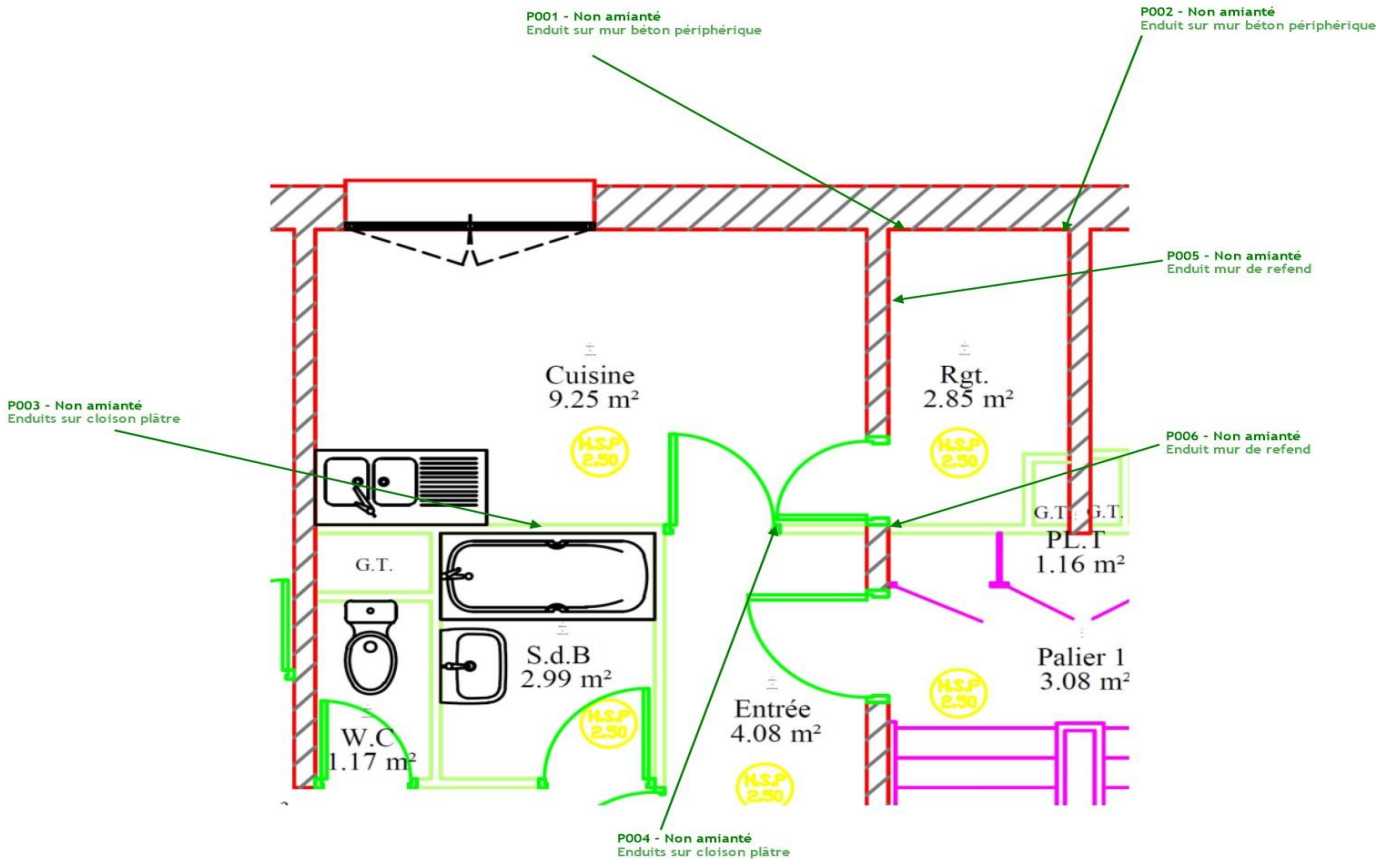 P001 - Non amianté
Enduit sur mur béton périphérique
P002 - Non amianté
Enduit sur mur béton périphérique
P005 - Non amianté
Enduit mur de refend
Cuisine
9.25 m²
Rgt.
2.85 m²
P003 - Non amianté
Enduits sur cloison plâtre
H.S.P
2.50
H.S.P
2.50
P006 - Non amianté
Enduit mur de refend
G.T.
G.T.
PL.T
1.16 m²
G.T.
S.d.B
2.99 m²
Palier 1
3.08 m²
H.S.P
2.50
Entrée
4.08 m²
H.S.P
2.50
W.C
1.17 m²
H.S.P
2.50
P004 - Non amianté
Enduits sur cloison plâtre